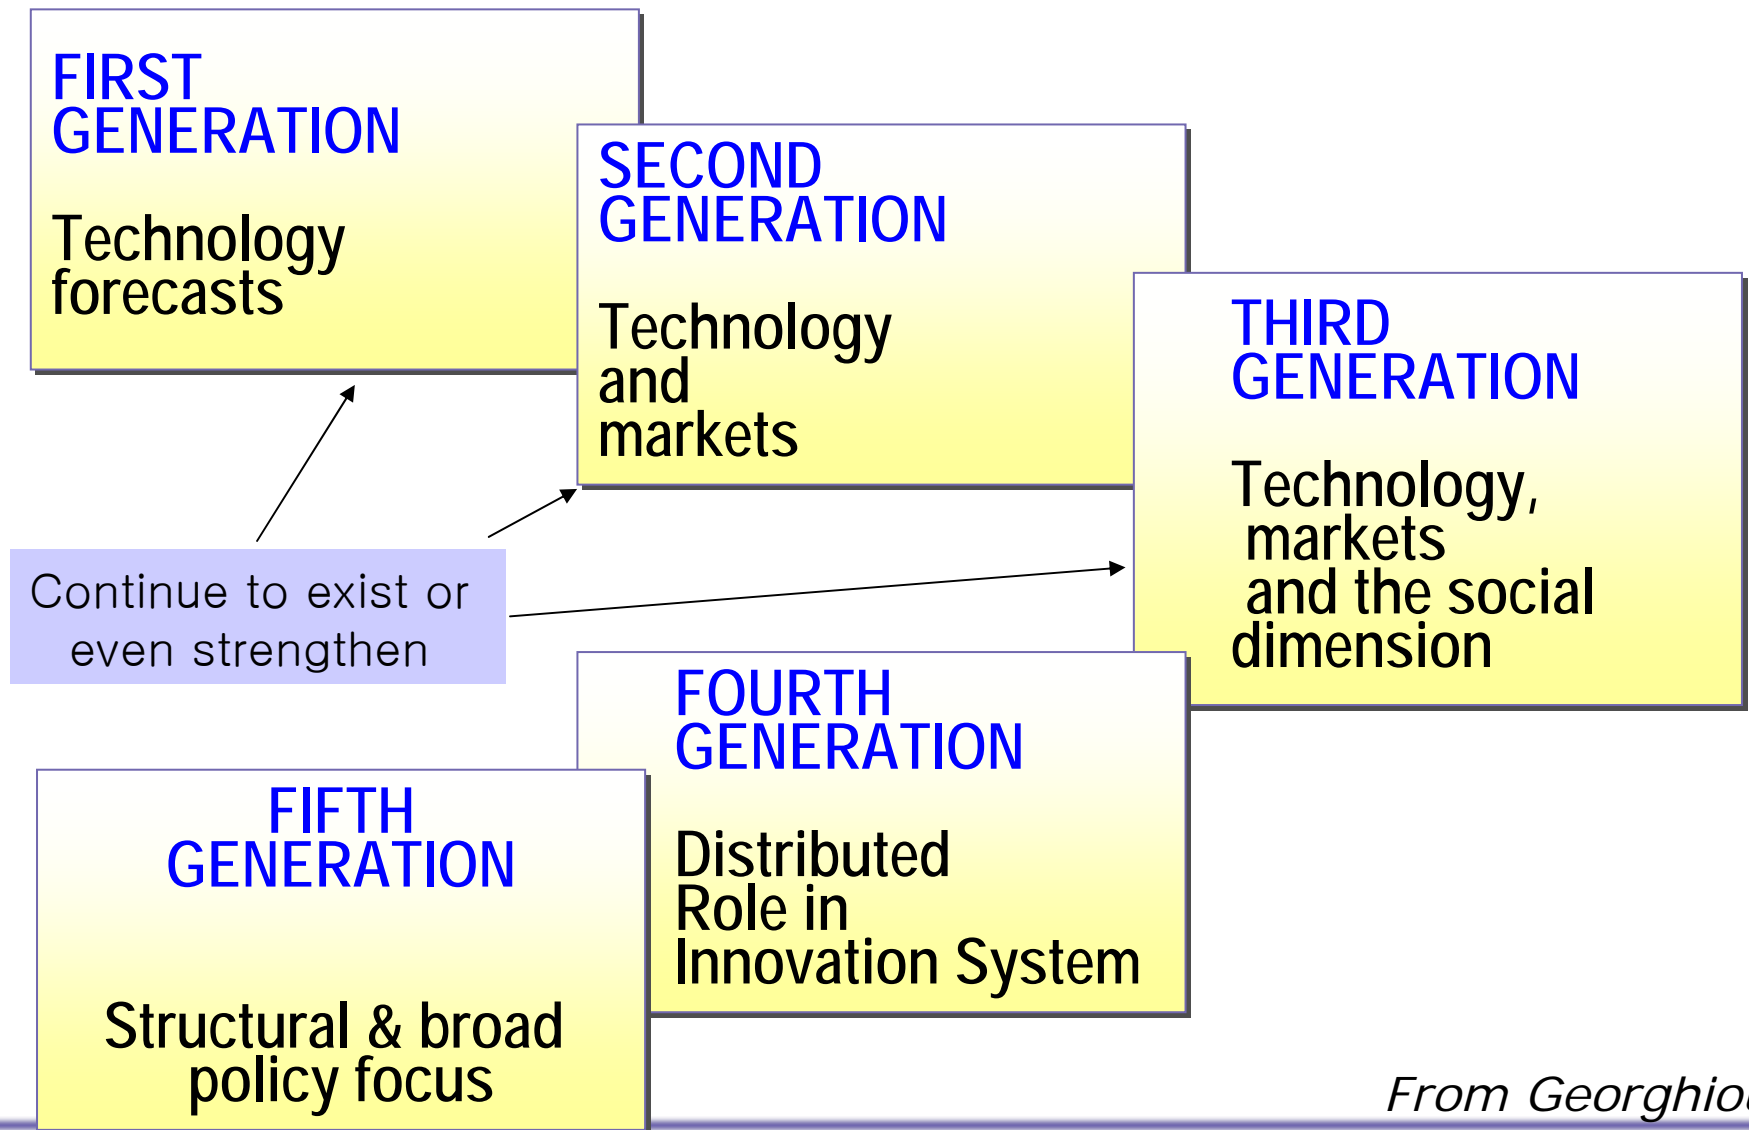 FIRST
GENERATION
Technology
forecasts
SECOND
GENERATION
Technology
and
markets
THIRD
GENERATION
Technology,
markets
and the social
dimension
Continue to exist or
even strengthen
FOURTH
GENERATION
Distributed
Role in
Innovation System
FIFTH
GENERATION
Structural & broad
policy focus
From